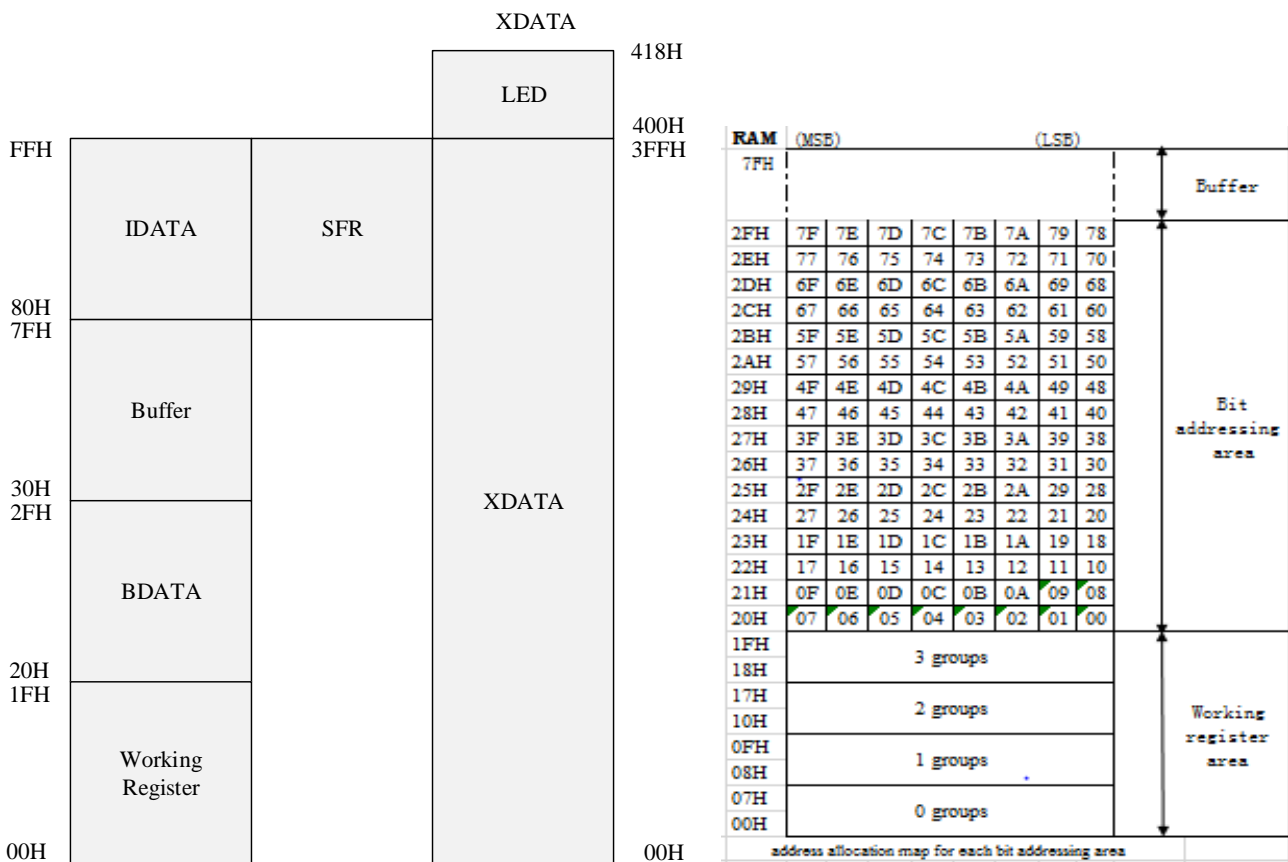 XDATA
418H
LED
400H
FFH
3FFH
IDATA
SFR
80H
7FH
Buffer
30H
2FH
XDATA
BDATA
20H
1FH
Working
Register
00H
00H
RAM (MSB) (LSB)
7FH
Buffer
2FH 7F 7E 7D 7C 7B 7A 79 78
2EH 77 76 75 74 73 72 71 70
2DH 6F 6E 6D 6C 6B 6A 69 68
2CH 67 66 65 64 63 62 61 60
2BH 5F 5E 5D 5C 5B 5A 59 58
2AH 57 56 55 54 53 52 51 50
29H 4F 4E 4D 4C 4B 4A 49 48
28H 47 46 45 44 43 42 41 40
27H 3F 3E 3D 3C 3B 3A 39 38
26H 37 36 35 34 33 32 31 30
25H 2F 2E 2D 2C 2B 2A 29 28
24H 27 26 25 24 23 22 21 20
23H 1F 1E 1D 1C 1B 1A 19 18
22H 17 16 15 14 13 12 11 10
21H 0F 0E 0D 0C 0B 0A 09 08
20H 07 06 05 04 03 02 01 00
Bit
addressing
area
1FH
3 groups
18H
17H
2 groups
10H
0FH
1 groups
08H
07H
0 groups
00H
Working
register
area
address allocation map for each bit addressing area